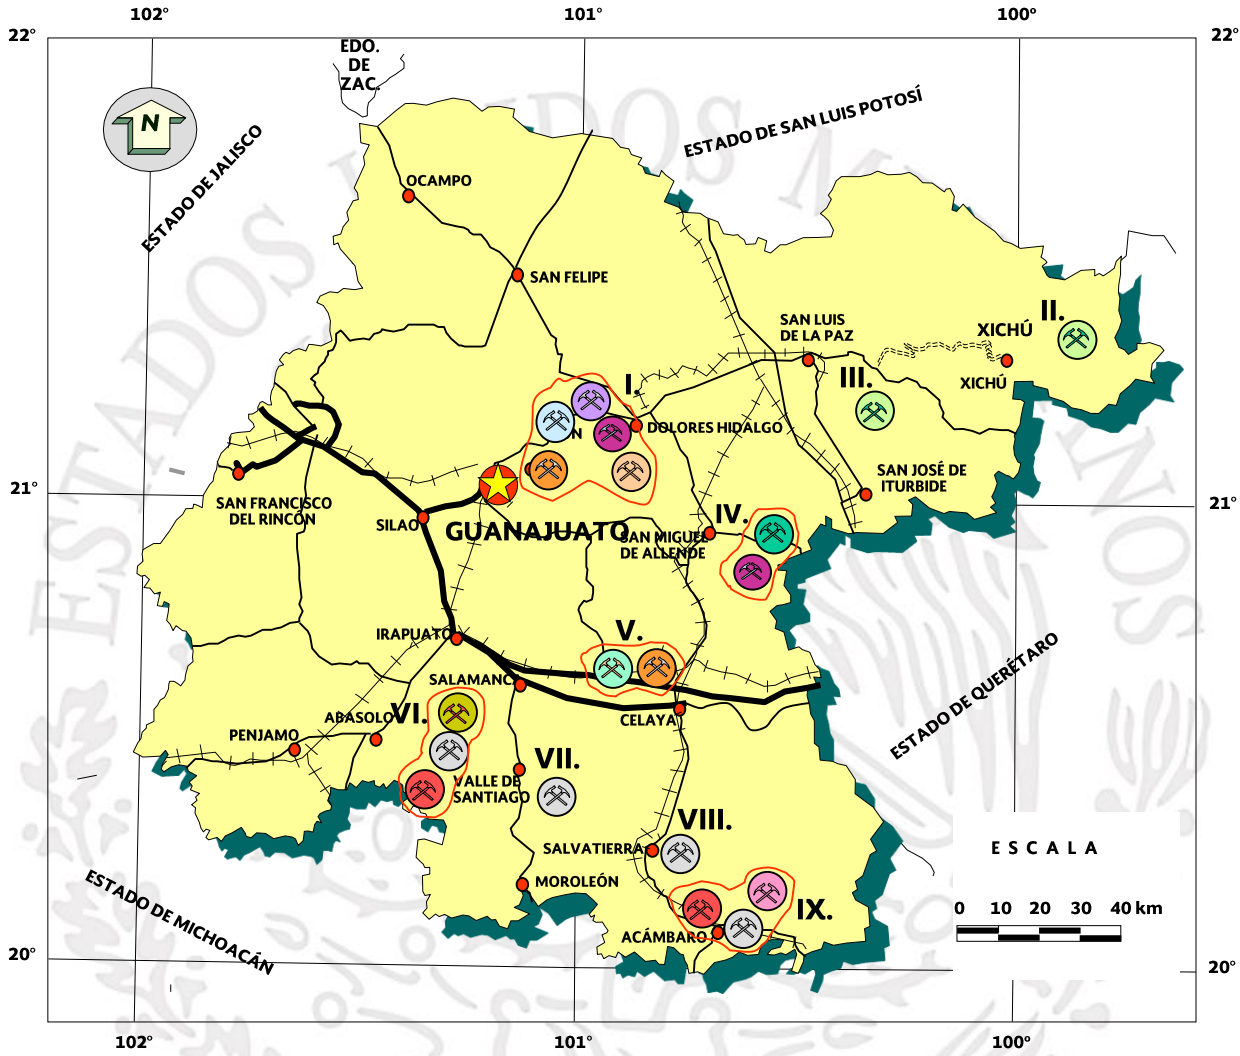 102°
101°
100°
22°
22°
EDO.
DE
ZAC.
N
ESTADO DE JALISCO
ESTADO DE SAN LUIS POTOSÍ
OCAMPO
SAN FELIPE
SAN LUIS
DE LA PAZ
XICHÚ
II.
XICHÚ
I.
III.
DOLORES HIDALGO
N
SAN FRANCISCO
DEL RINCÓN
SILAO
GUANAJUATO
SAN JOSÉ DE
ITURBIDE
21°
21°
IV.
SAN MIGUEL
DE ALLENDE
IRAPUATO
V.
SALAMANC
CELAYA
ESTADO DE QUERÉTARO
ABASOLO
VI.
PENJAMO
VII.
VALLE DE
SANTIAGO
VIII.
SALVATIERRA
MOROLEÓN
IX.
ACÁMBARO
ESTADO DE MICHOACÁN
ESCALA
0 10 20 30 40 km
20°
20°
102°
101°
100°
ESTADOS UNIDOS MEXICANOS